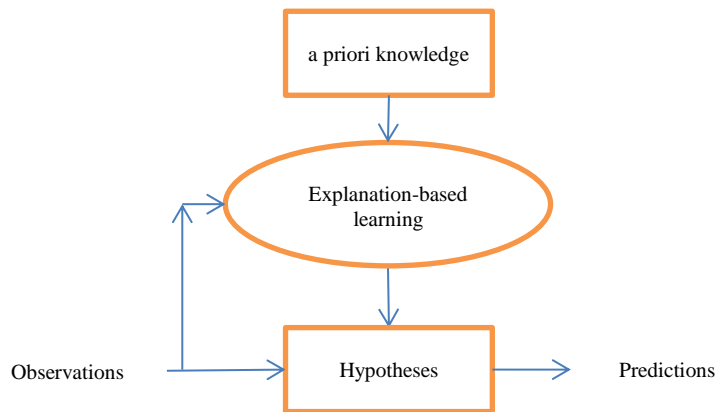 a priori knowledge
Explanation-based
learning
Observations
Hypotheses
Predictions